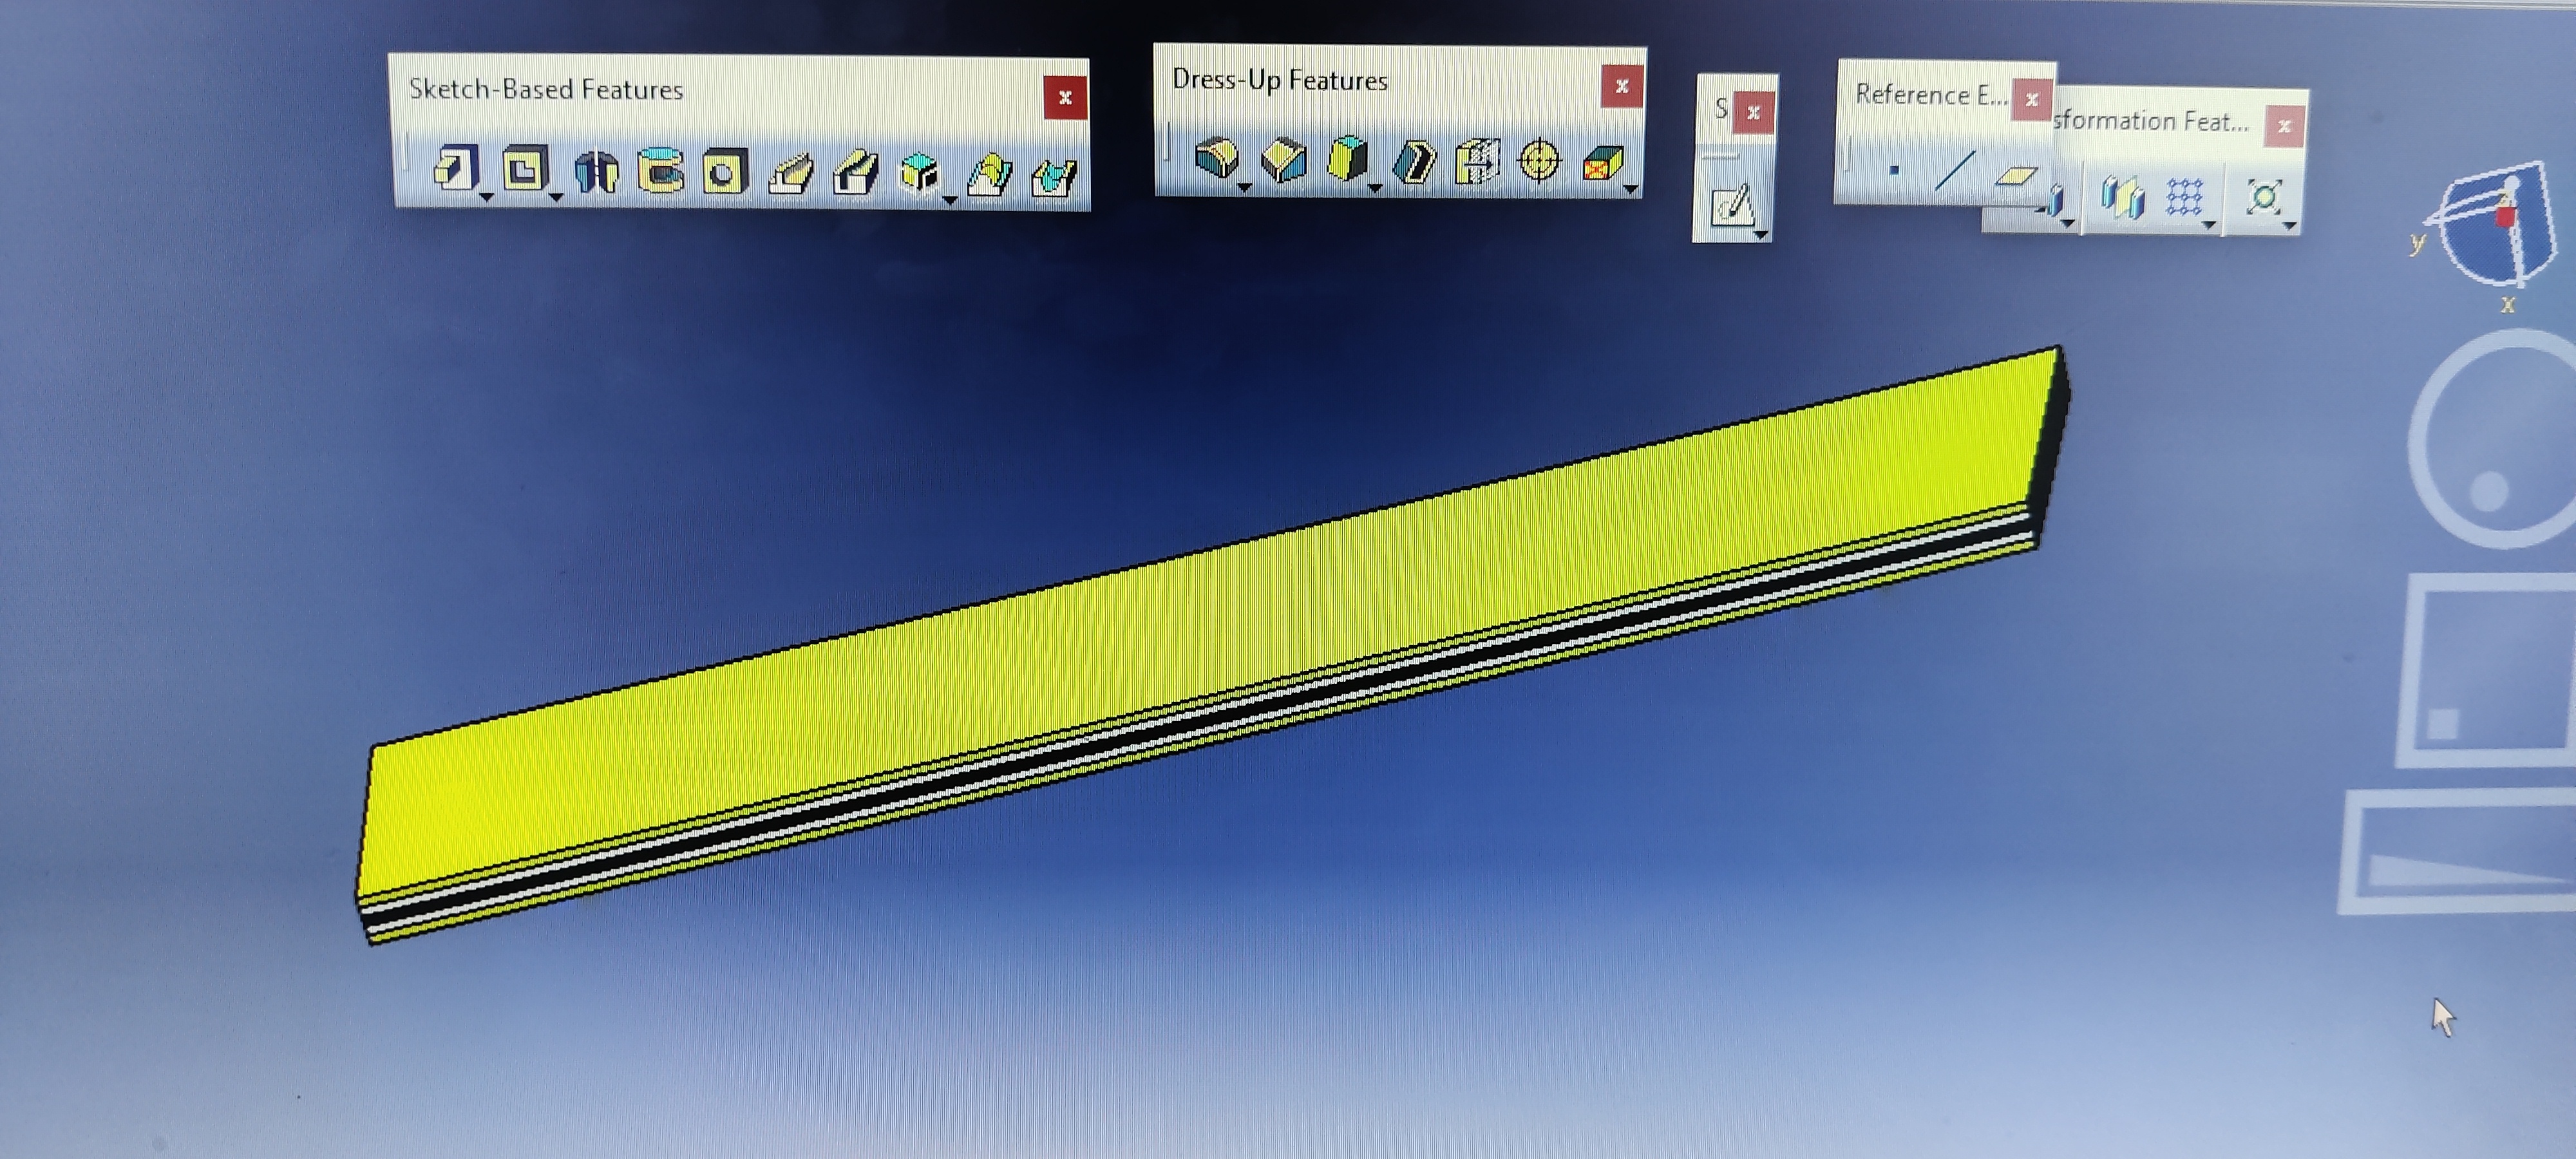 Sketch-Based Features
Dress-Up Features
S
Reference E...
sformation Feat...
y
x